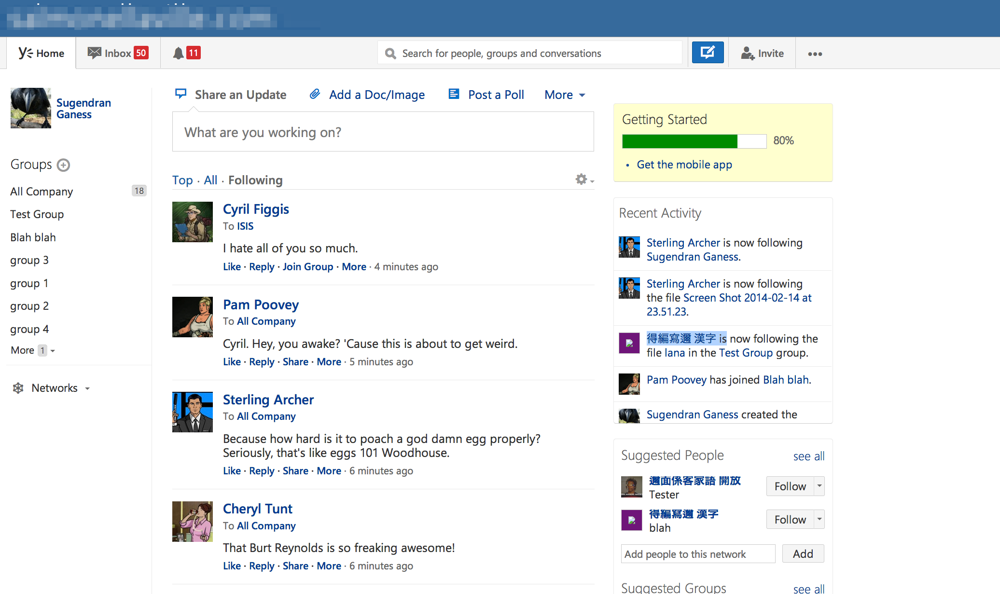 Home
Inbox 50
11
Search for people, groups and conversations
Invite
Sugendran
Ganess
Groups
All Company 18
Test Group
Blah blah
group 3
group 1
group 2
group 4
More 1
Networks
Share an Update
Add a Doc/Image
Post a Poll
More
What are you working on?
Top · All · Following
Cyril Figgis
To ISIS
I hate all of you so much.
Like · Reply · Join Group · More · 4 minutes ago
Pam Poovey
To All Company
Cyril. Hey, you awake? 'Cause this is about to get weird.
Like · Reply · Share · More · 5 minutes ago
Sterling Archer
To All Company
Because how hard is it to poach a god damn egg properly?
Seriously, that's like eggs 101 Woodhouse.
Like · Reply · Share · More · 6 minutes ago
Cheryl Tunt
To All Company
That Burt Reynolds is so freaking awesome!
Like · Reply · Share · More · 6 minutes ago
Getting Started
80%
• Get the mobile app
Recent Activity
Sterling Archer is now following
Sugendran Ganess.
Sterling Archer is now following
the file Screen Shot 2014-02-14 at
23.51.23.
得編寫邇 漢字 is now following the
file lana in the Test Group group.
Pam Poovey has joined Blah blah.
Sugendran Ganess created the
Suggested People see all
邇面係客家語 開放
Tester
Follow
得編寫邇 漢字
blah
Follow
Add people to this network
Add
Suggested Groups see all